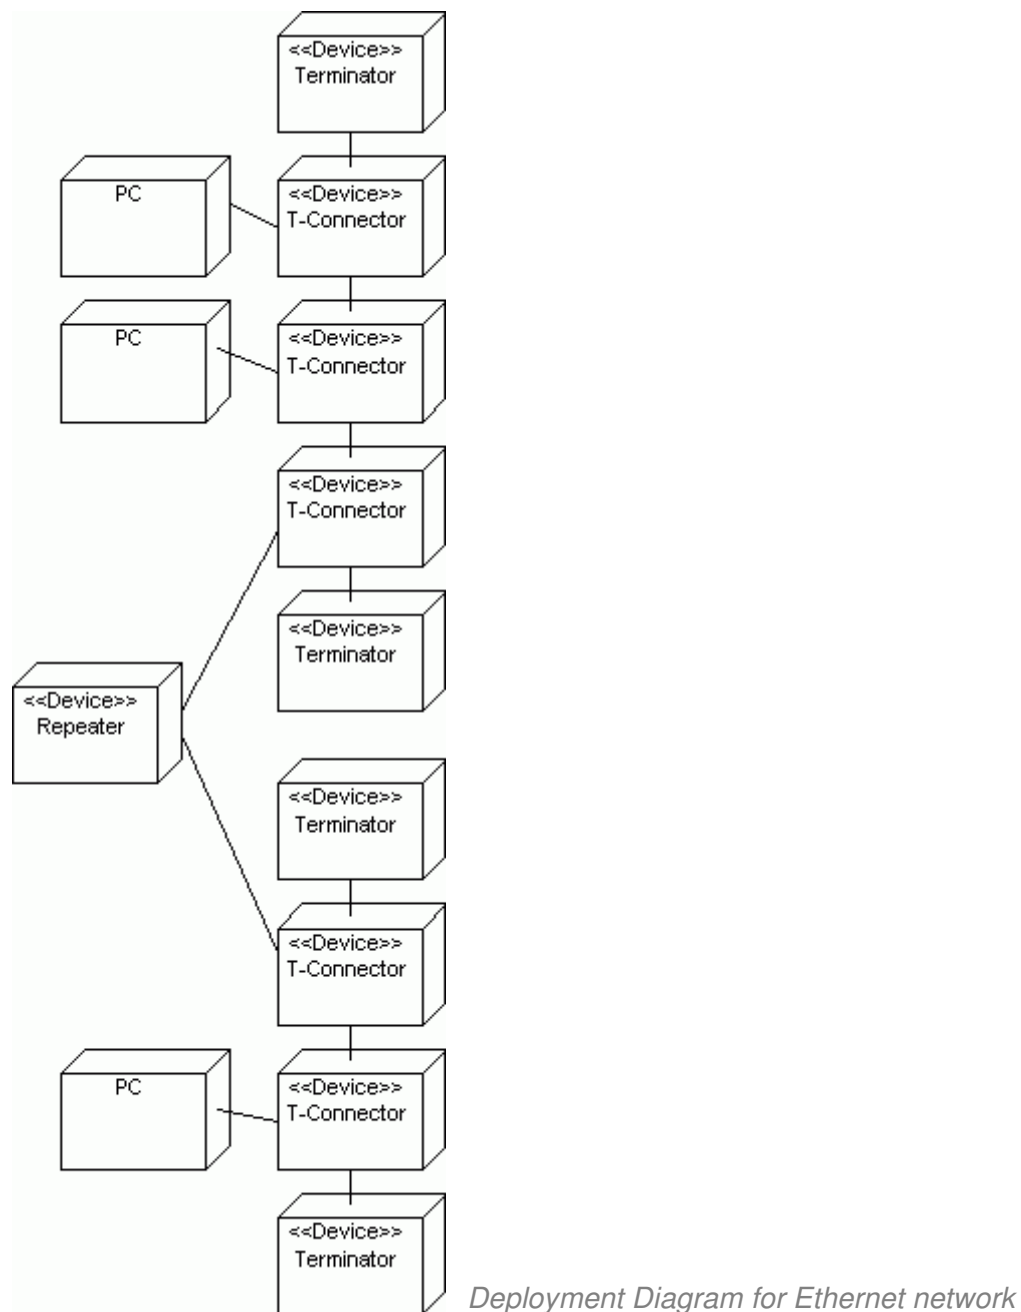 <<Device>>
Terminator
PC
<<Device>>
T-Connector
PC
<<Device>>
T-Connector
<<Device>>
T-Connector
<<Device>>
Terminator
<<Device>>
Repeater
<<Device>>
Terminator
<<Device>>
T-Connector
PC
<<Device>>
T-Connector
<<Device>>
Terminator
Deployment Diagram for Ethernet network